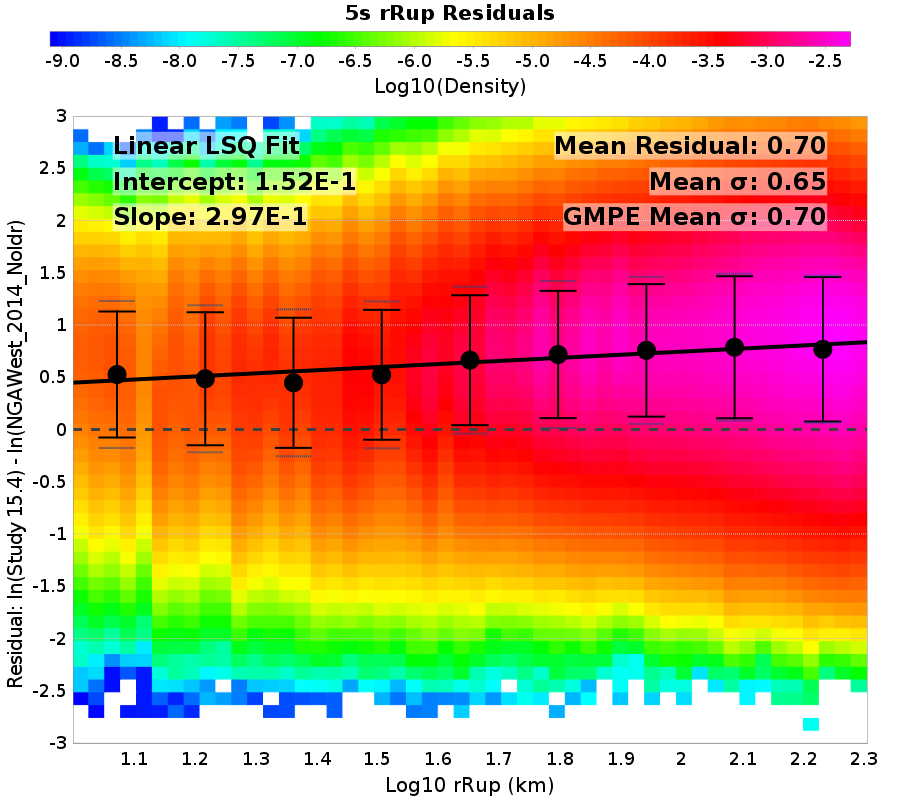 5s rRup Residuals
-9.0 -8.5 -8.0 -7.5 -7.0 -6.5 -6.0 -5.5 -5.0 -4.5 -4.0 -3.5 -3.0 -2.5
Log10(Density)
Linear LSQ Fit
Intercept: 1.52E-1
Slope: 2.97E-1
Mean Residual: 0.70
Mean σ: 0.65
GMPE Mean σ: 0.70
Residual: ln(Study 15.4) - ln(NGAWest_2014_NoIdr)
3
2.5
2
1.5
1
0.5
0
-0.5
-1
-1.5
-2
-2.5
-3
1.1 1.2 1.3 1.4 1.5 1.6 1.7 1.8 1.9 2 2.1 2.2 2.3
Log10 rRup (km)